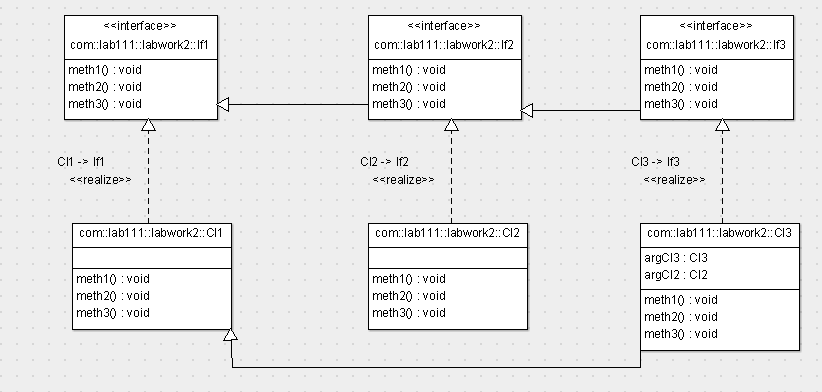 <<interface>>
com::lab111::labwork2::If1
meth1() : void
meth2() : void
meth3() : void
<<interface>>
com::lab111::labwork2::If2
meth1() : void
meth2() : void
meth3() : void
<<interface>>
com::lab111::labwork2::If3
meth1() : void
meth2() : void
meth3() : void
Cl1 -> If1
<<realize>>
Cl2 -> If2
<<realize>>
Cl3 -> If3
<<realize>>
com::lab111::labwork2::Cl1
meth1() : void
meth2() : void
meth3() : void
com::lab111::labwork2::Cl2
meth1() : void
meth2() : void
meth3() : void
com::lab111::labwork2::Cl3
argCl3 : Cl3
argCl2 : Cl2
meth1() : void
meth2() : void
meth3() : void